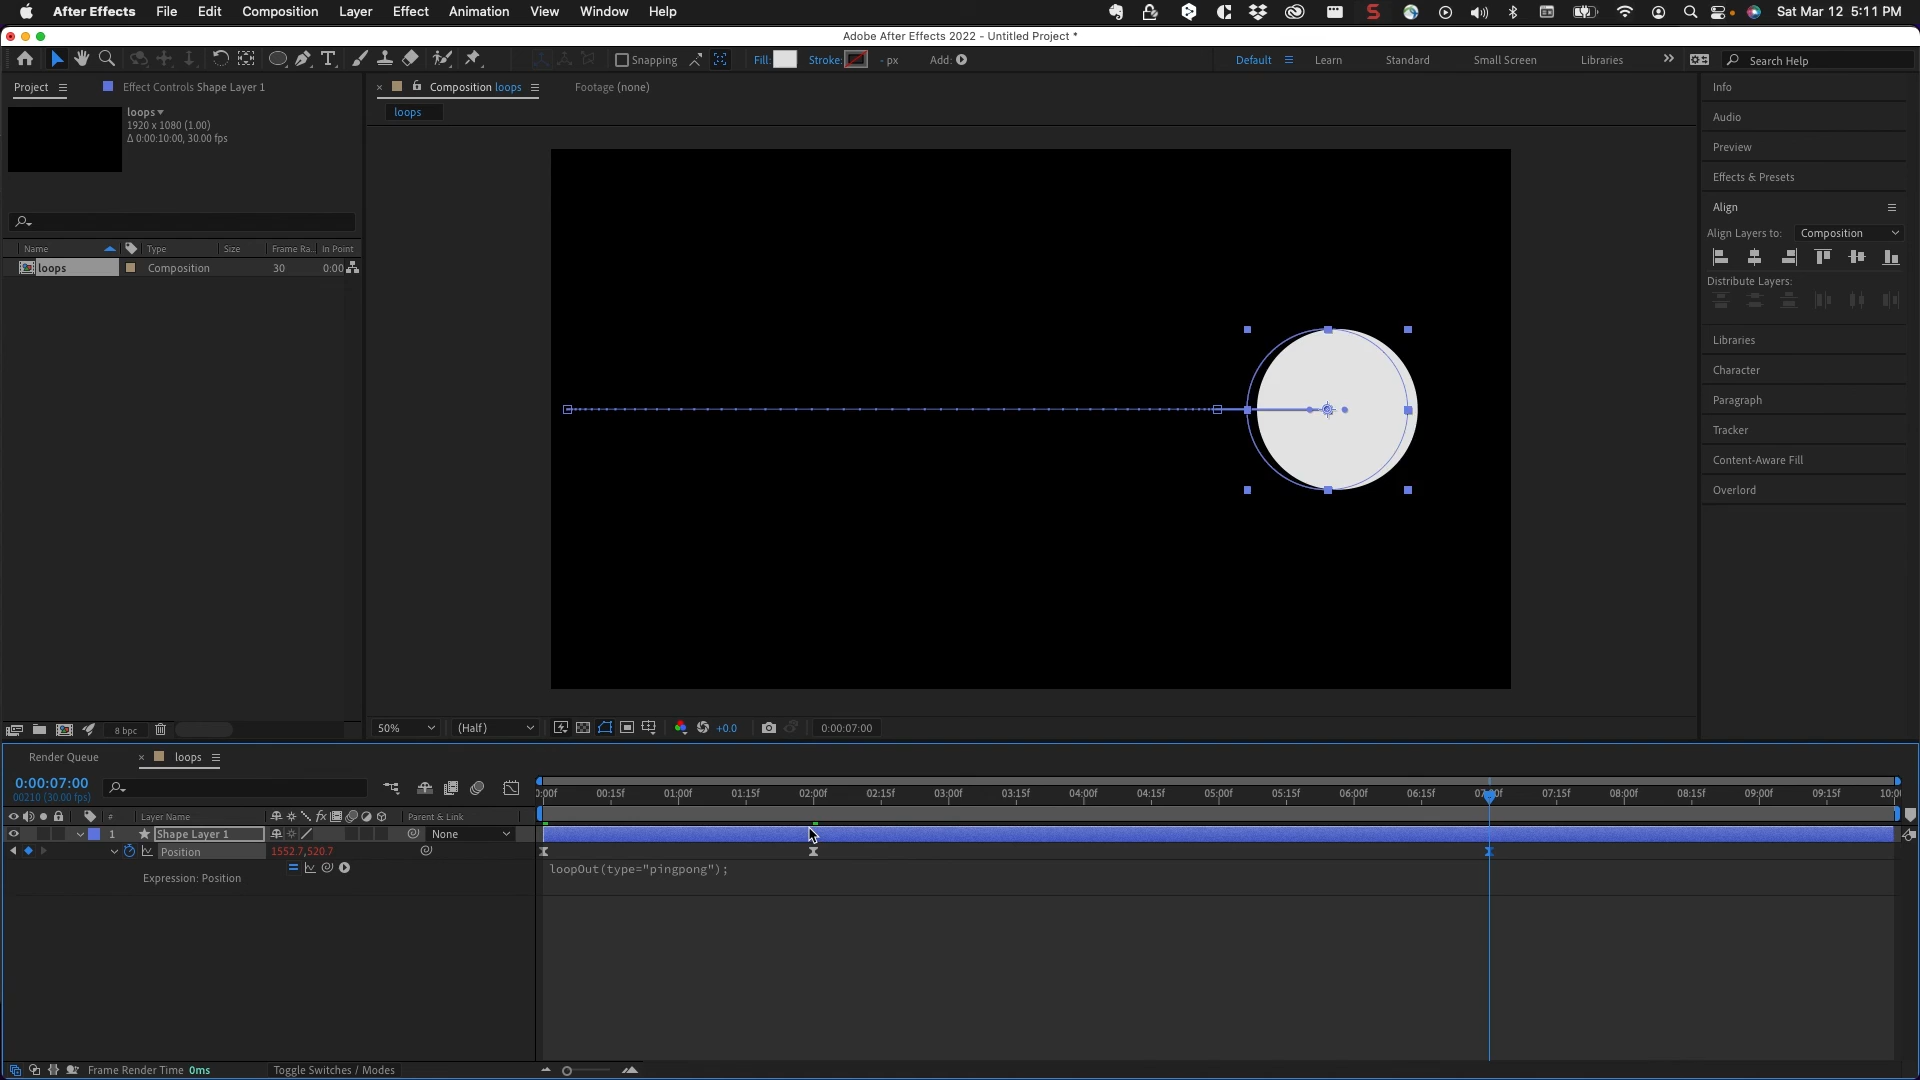 After Effects File Edit Composition Layer Effect Animation View Window Help Sat Mar 12 5:11 PM
Adobe After Effects 2022 - Untitled Project *
Snapping Fill: Stroke: - px Add: Default Learn Standard Small Screen Libraries Search Help
Project Effect Controls Shape Layer 1
loops
1920 x 1080 (1.00)
Δ 0:00:10:00, 30.00 fps
Name Type Size Frame Ra.. In Point
loops Composition 30 0:00
8 bpc
Composition loops Footage (none)
loops
50% (Half) +0.0 0:00:07:00
Info
Audio
Preview
Effects & Presets
Align
Align Layers to: Composition
Distribute Layers:
Libraries
Character
Paragraph
Tracker
Content-Aware Fill
Overlord
Render Queue loops
0:00:07:00
00210 (30.00 fps)
):00f 00:15f 01:00f 01:15f 02:00f 02:15f 03:00f 03:15f 04:00f 04:15f 05:00f 05:15f 06:00f 06:15f 07:00f 07:15f 08:00f 08:15f 09:00f 09:15f 10:0
# Layer Name Parent & Link
1 Shape Layer 1 None
Position 1552.7,520.7
Expression: Position loopOut(type="pingpong");
Frame Render Time 0ms Toggle Switches / Modes